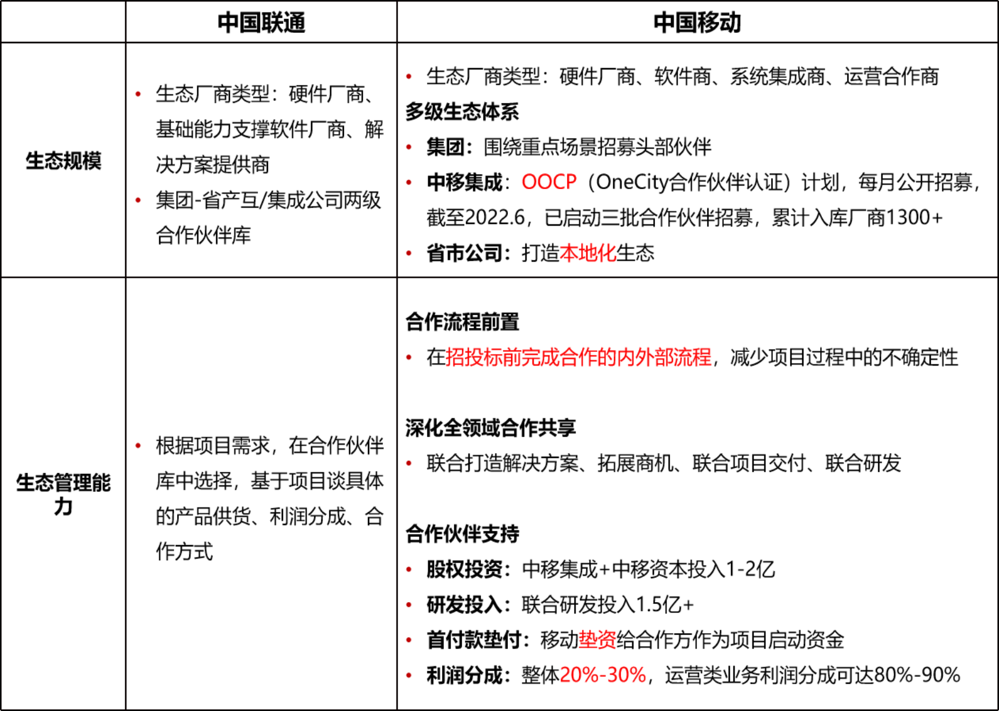 中国联通
中国移动
生态规模
• 生态厂商类型：硬件厂商、
基础能力支撑软件厂商、解
决方案提供商
• 集团-省产互/集成公司两级
合作伙伴库
• 生态厂商类型：硬件厂商、软件商、系统集成商、运营合作商
多级生态体系
• 集团：围绕重点场景招募头部伙伴
• 中移集成：OOCP（OneCity合作伙伴认证）计划，每月公开招募，
截至2022.6，已启动三批合作伙伴招募，累计入库厂商1300+
• 省市公司：打造本地化生态
生态管理能
力
• 根据项目需求，在合作伙伴
库中选择，基于项目谈具体
的产品供货、利润分成、合
作方式
合作流程前置
• 在招投标前完成合作的内外部流程，减少项目过程中的不确定性
深化全领域合作共享
• 联合打造解决方案、拓展商机、联合项目交付、联合研发
合作伙伴支持
• 股权投资：中移集成+中移资本投入1-2亿
• 研发投入：联合研发投入1.5亿+
• 首付款垫付：移动垫资给合作方作为项目启动资金
• 利润分成：整体20%-30%，运营类业务利润分成可达80%-90%